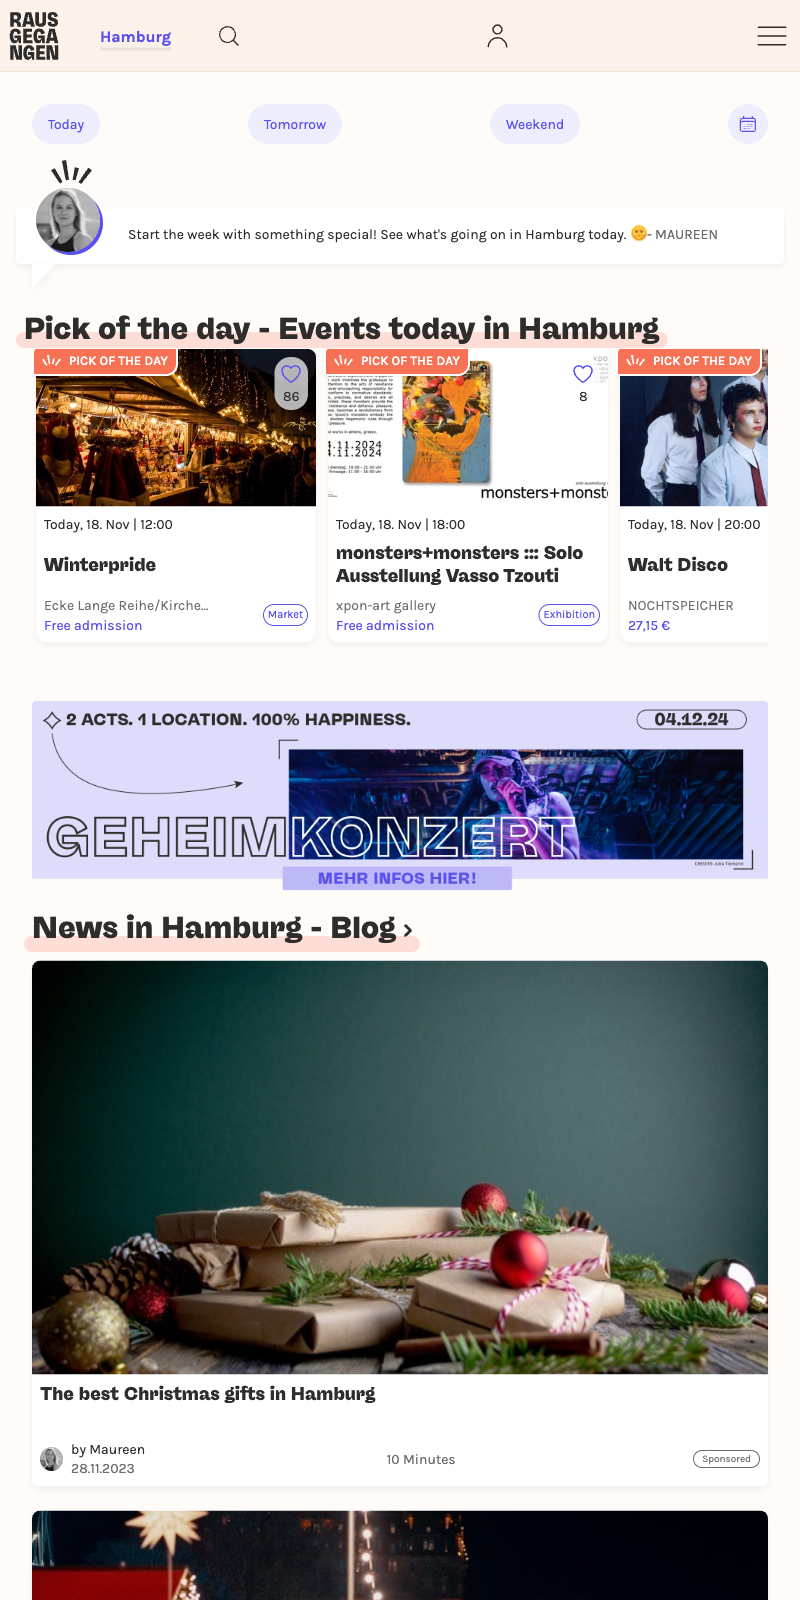 RAUS
GEGA
NGEN
Hamburg
Today
Tomorrow
Weekend
Start the week with something special! See what's going on in Hamburg today. 🌞- MAUREEN
Pick of the day - Events today in Hamburg
PICK OF THE DAY
86
Today, 18. Nov | 12:00
Winterpride
Ecke Lange Reihe/Kirche...
Free admission
Market
PICK OF THE DAY
8
monsters+monst
Today, 18. Nov | 18:00
monsters+monsters ::: Solo
Ausstellung Vasso Tzouti
xpon-art gallery
Free admission
Exhibition
PICK OF THE DAY
Today, 18. Nov | 20:00
Walt Disco
NOCHTSPEICHER
27,15 €
2 ACTS. 1 LOCATION. 100% HAPPINESS.
04.12.24
GEHEIMKONZERT
MEHR INFOS HIER!
News in Hamburg - Blog ›
The best Christmas gifts in Hamburg
by Maureen
28.11.2023
10 Minutes
Sponsored